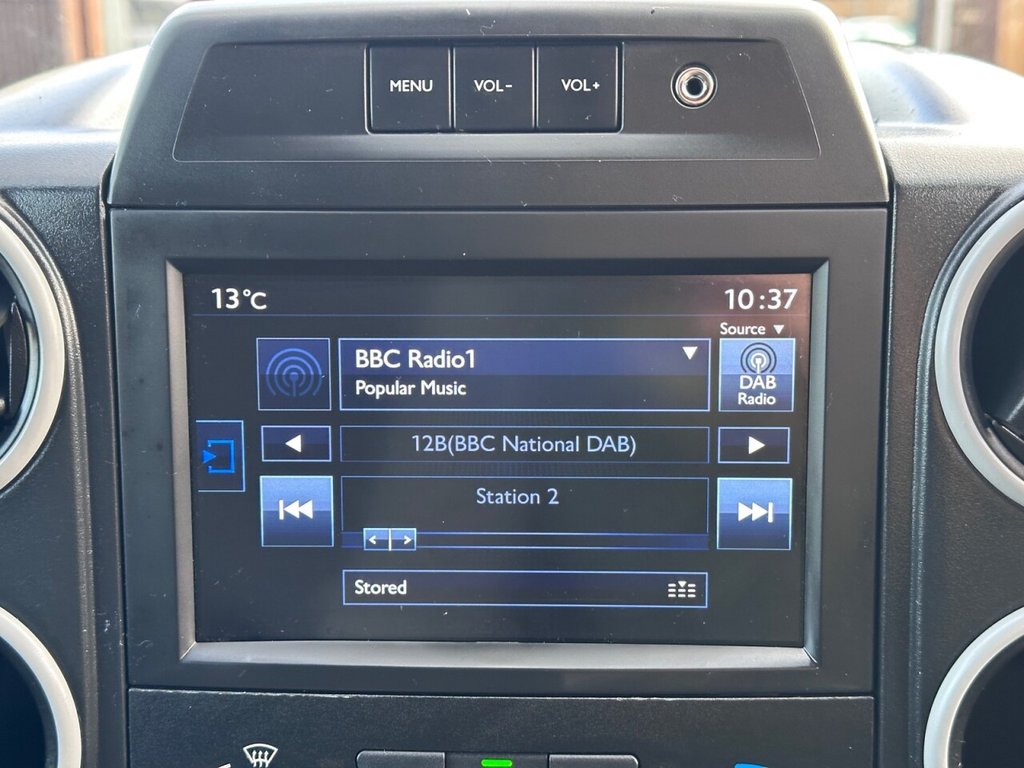 MENU VOL- VOL+
13°C 10:37
Source ▼
BBC Radio1 ▼
Popular Music
DAB
Radio
12B(BBC National DAB)
Station 2
< >
Stored